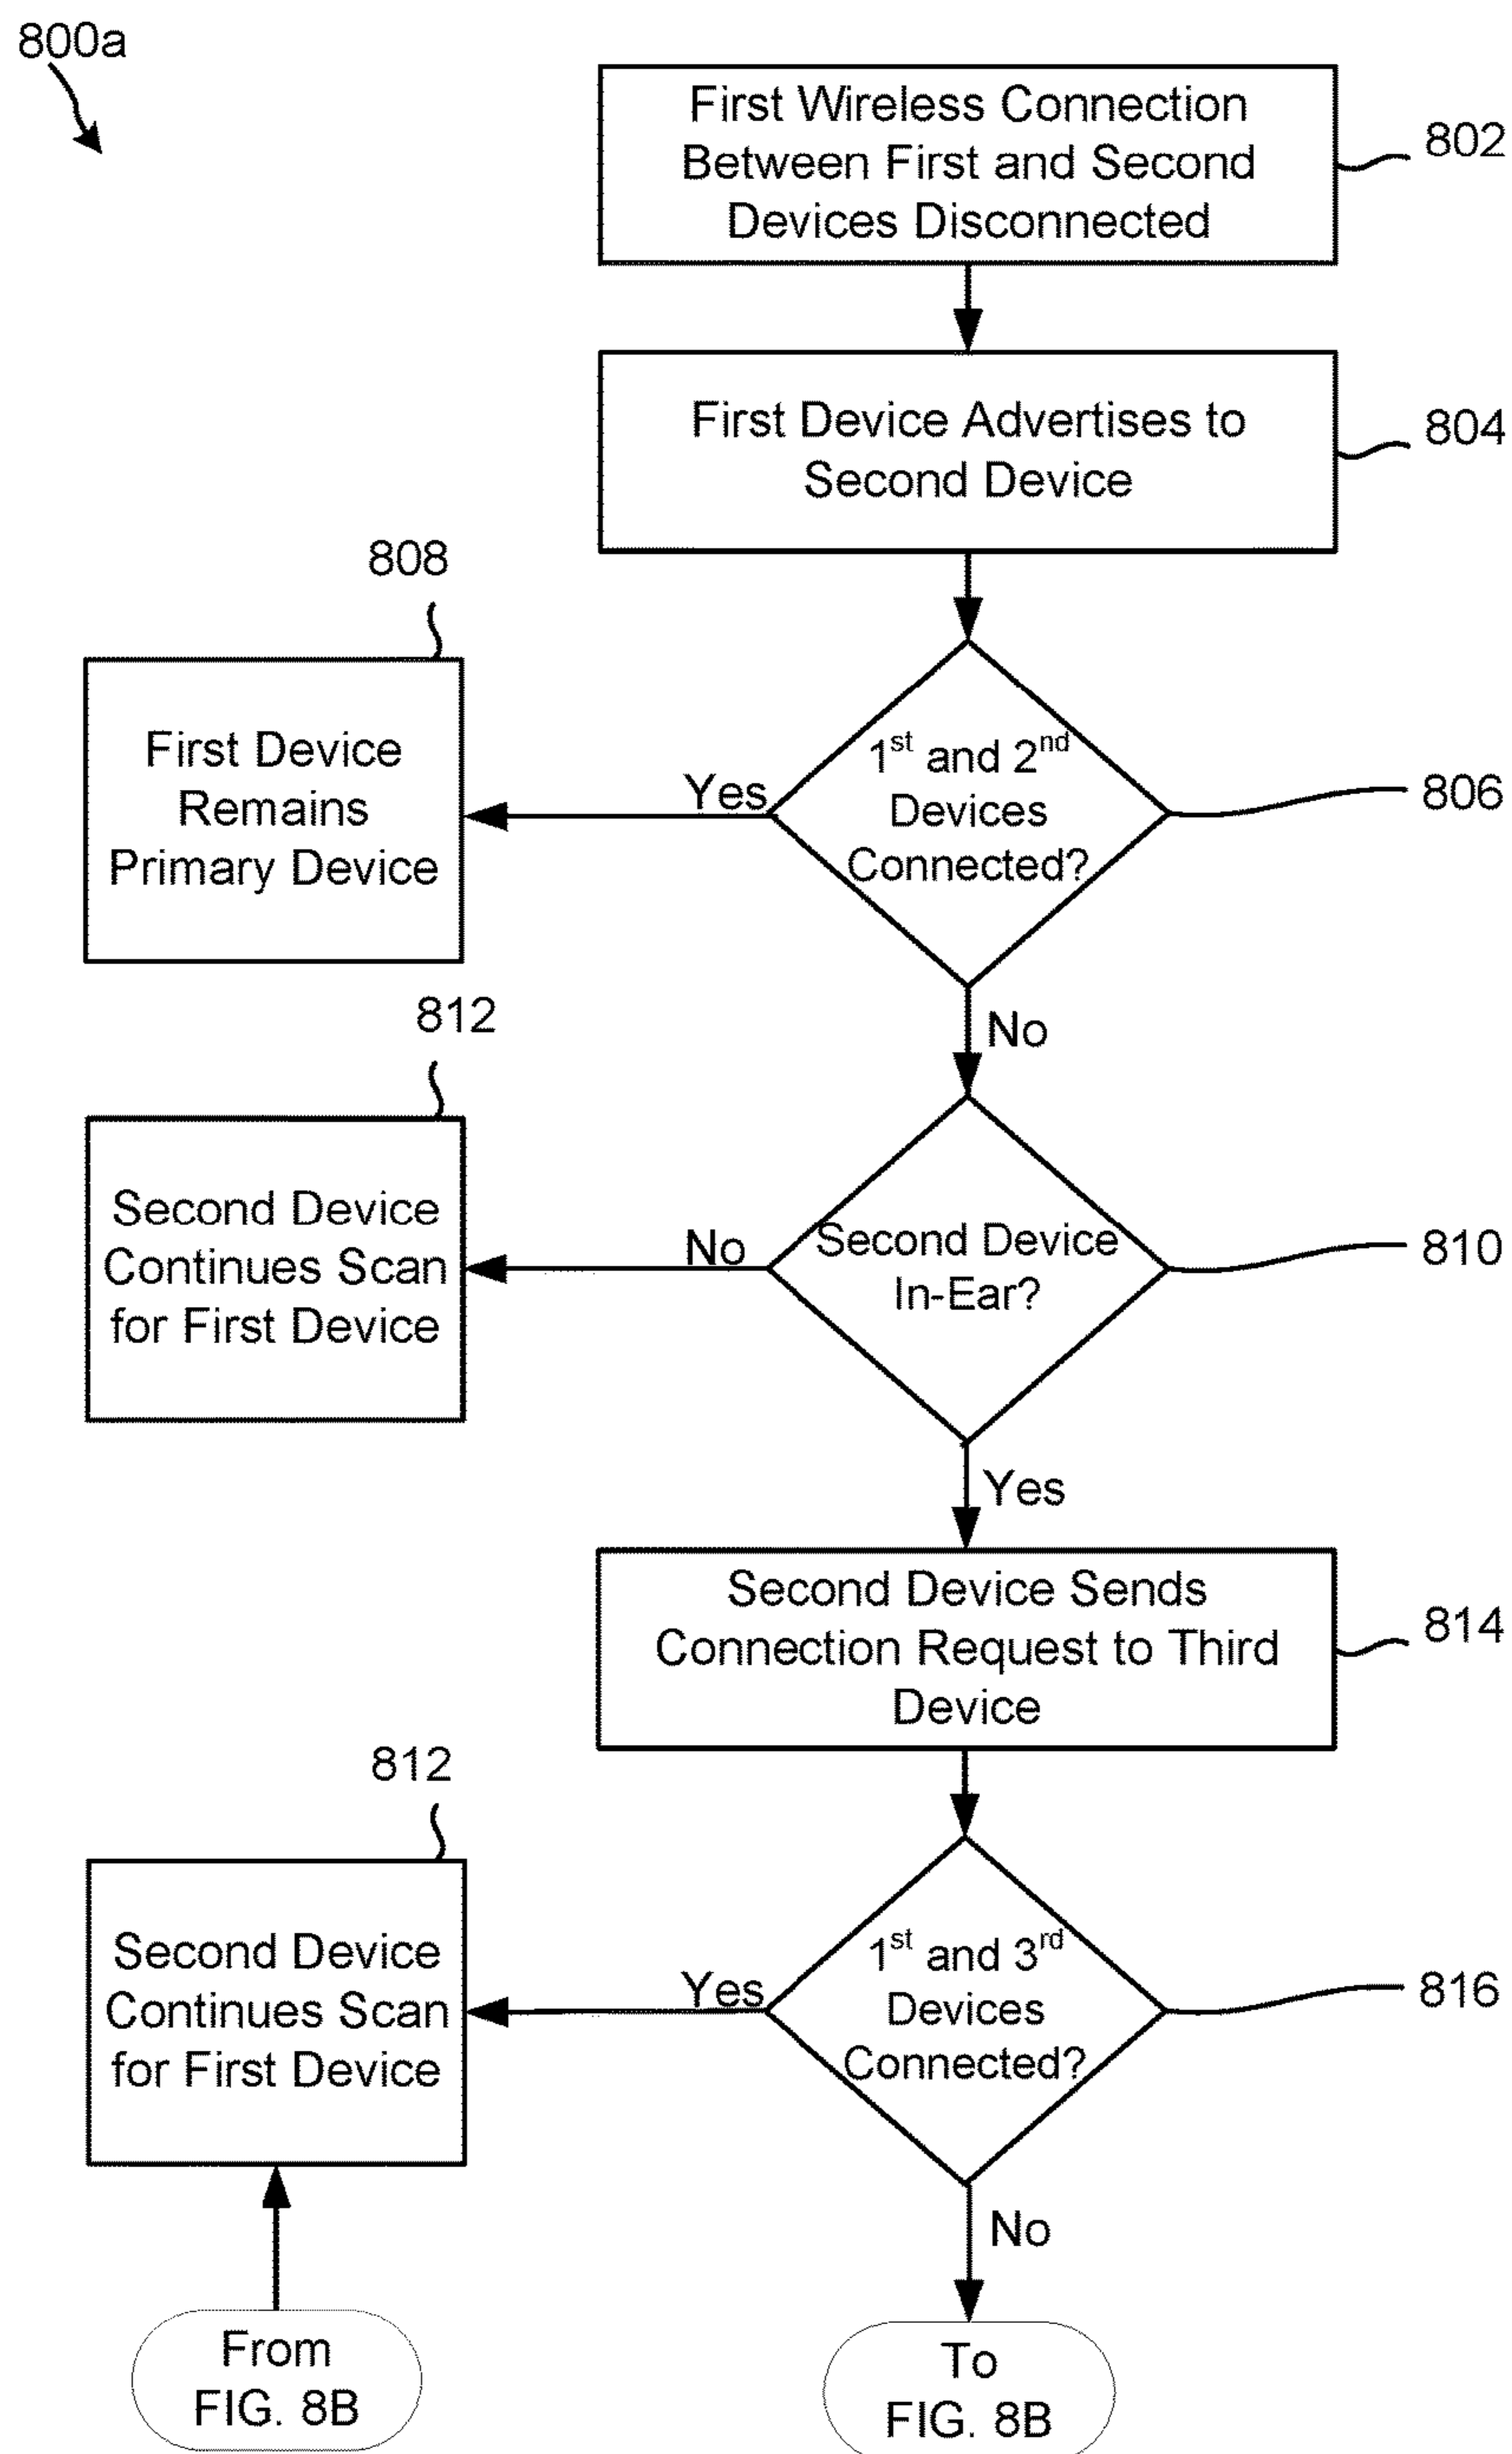 800a
First Wireless Connection
Between First and Second
Devices Disconnected
802
First Device Advertises to
Second Device
804
808
First Device
Remains
Primary Device
Yes
1st and 2nd
Devices
Connected?
806
No
812
Second Device
Continues Scan
for First Device
No
Second Device
In-Ear?
810
Yes
Second Device Sends
Connection Request to Third
Device
814
812
Second Device
Continues Scan
for First Device
Yes
1st and 3rd
Devices
Connected?
816
No
From
FIG. 8B
To
FIG. 8B